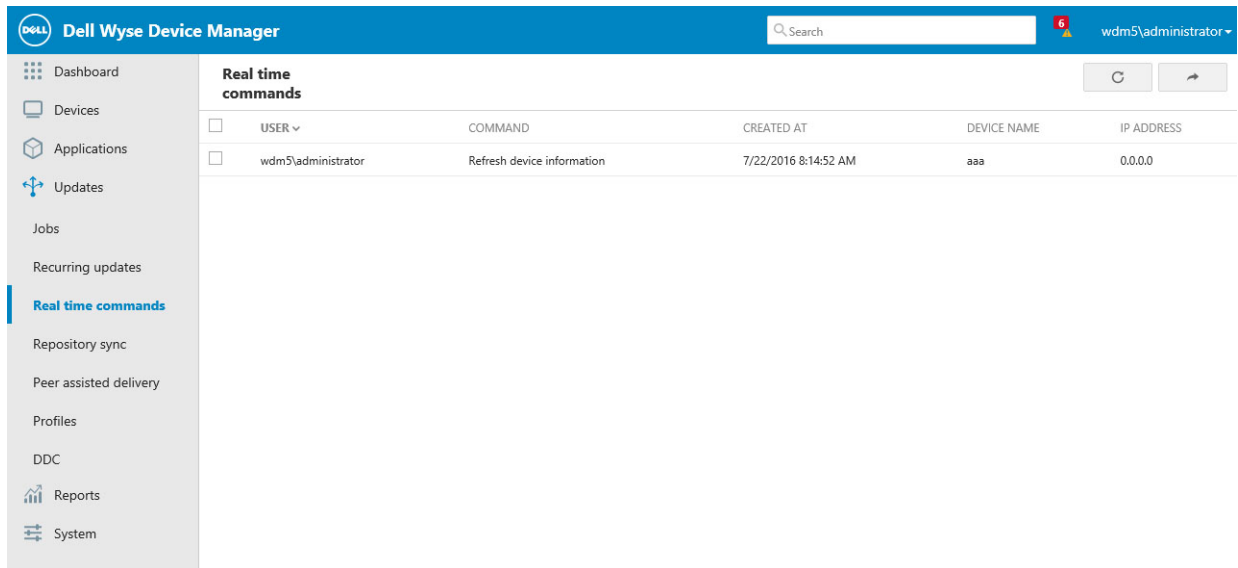 DELL Dell Wyse Device Manager Search 6 wdm5\administrator
Dashboard
Devices
Applications
Updates
Jobs
Recurring updates
Real time commands
Repository sync
Peer assisted delivery
Profiles
DDC
Reports
System
Real time
commands
USER COMMAND CREATED AT DEVICE NAME IP ADDRESS
wdm5\administrator Refresh device information 7/22/2016 8:14:52 AM aaa 0.0.0.0